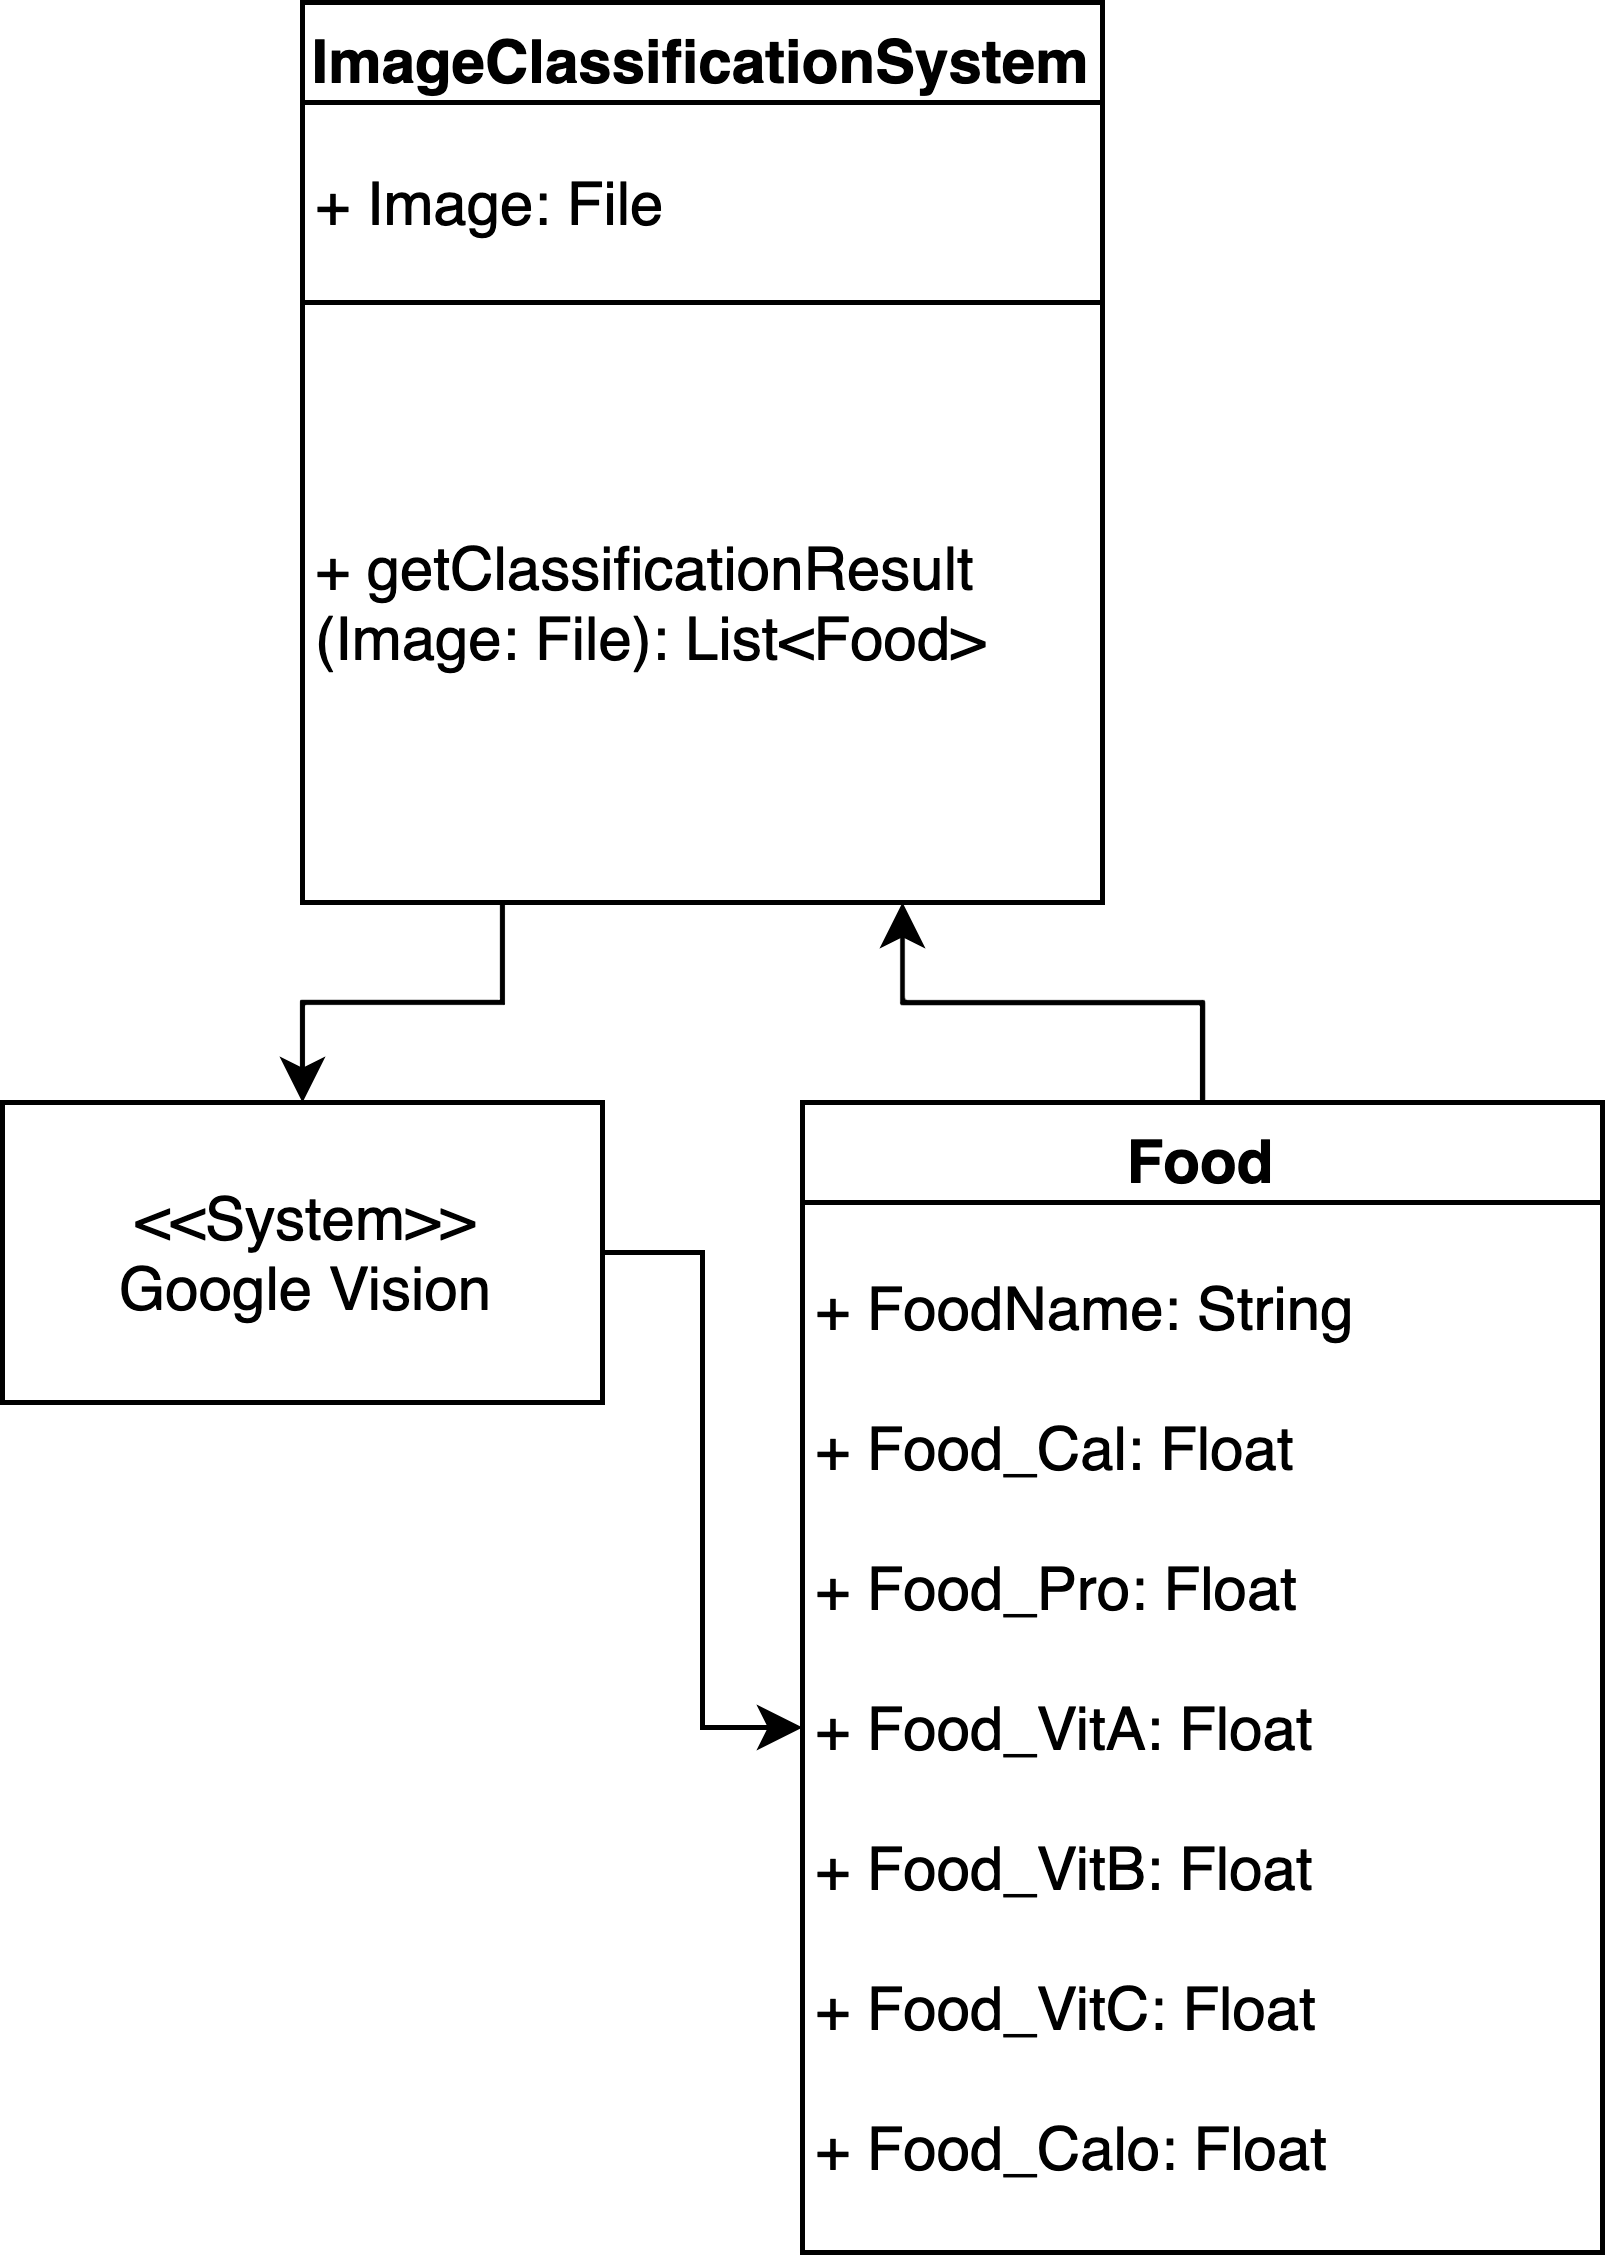 ImageClassificationSystem
+ Image: File
+ getClassificationResult
(Image: File): List<Food>
<<System>>
Google Vision
Food
+ FoodName: String
+ Food_Cal: Float
+ Food_Pro: Float
+ Food_VitA: Float
+ Food_VitB: Float
+ Food_VitC: Float
+ Food_Calo: Float